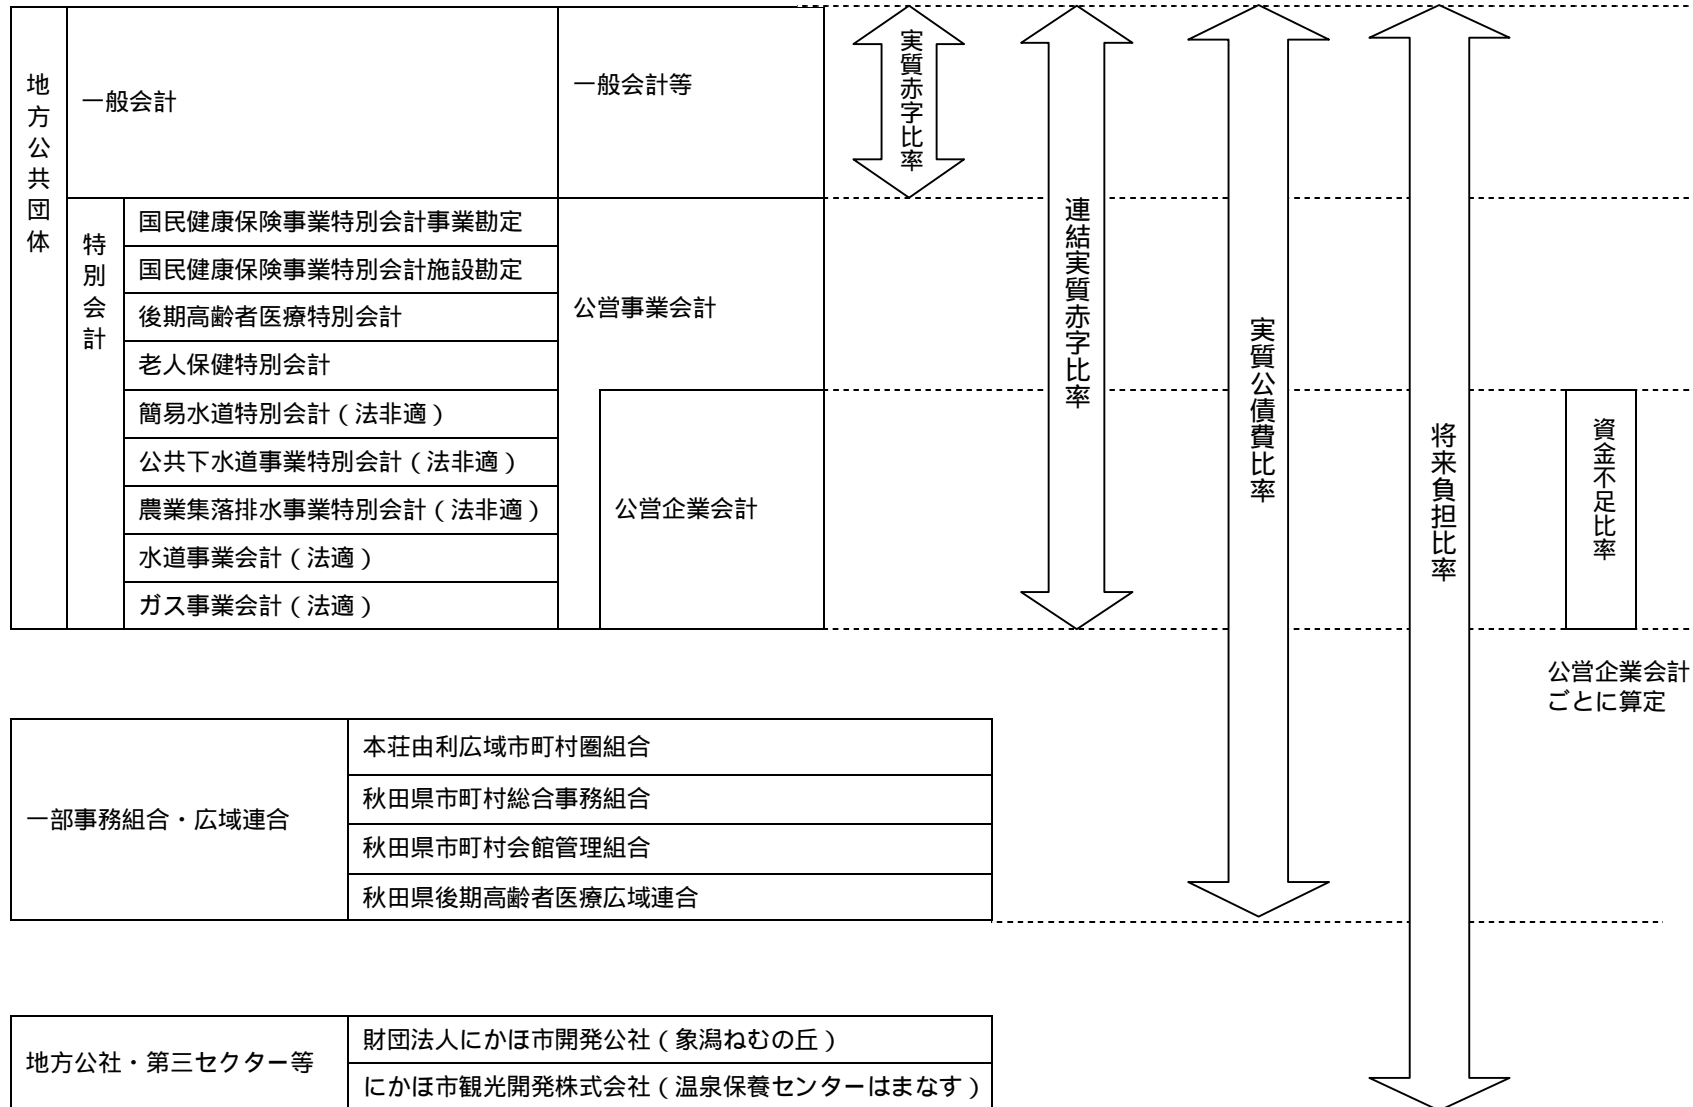 地方公共団体
一般会計
一般会計等
実質赤字比率
連結実質赤字比率
実質公債費比率
将来負担比率
資金不足比率
特別会計
国民健康保険事業特別会計事業勘定
国民健康保険事業特別会計施設勘定
後期高齢者医療特別会計
老人保健特別会計
公営事業会計
簡易水道特別会計(法非適)
公共下水道事業特別会計(法非適)
農業集落排水事業特別会計(法非適)
水道事業会計(法適)
ガス事業会計(法適)
公営企業会計
公営企業会計
ごとに算定
一部事務組合・広域連合
本荘由利広域市町村圏組合
秋田県市町村総合事務組合
秋田県市町村会館管理組合
秋田県後期高齢者医療広域連合
地方公社・第三セクター等
財団法人にかほ市開発公社(象潟ねむの丘)
にかほ市観光開発株式会社(温泉保養センターはまなす)